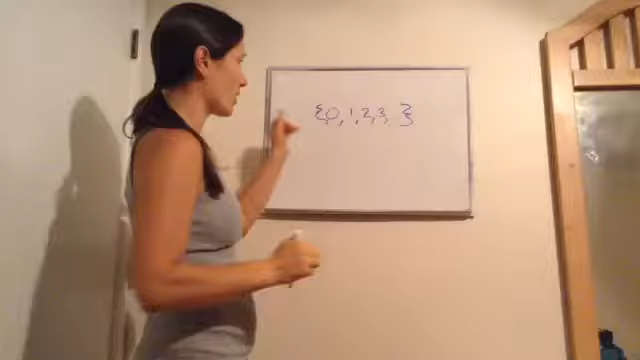 {0, 1, 2, 3, }